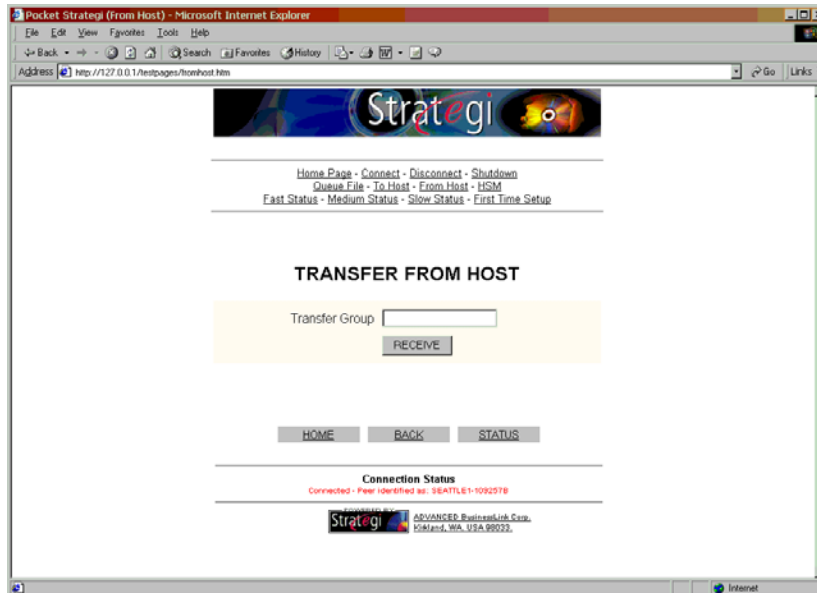 Pocket Strategi (From Host) - Microsoft Internet Explorer
File Edit View Favorites Tools Help
Back Search Favorites History
Address http://127.0.0.1/testpages/fromhost.htm Go Links
Strategi
Home Page - Connect - Disconnect - Shutdown
Queue File - To Host - From Host - HSM
Fast Status - Medium Status - Slow Status - First Time Setup
TRANSFER FROM HOST
Transfer Group
RECEIVE
HOME BACK STATUS
Connection Status
Connected - Peer identified as: SEATTLE1-109257B
POWERED BY
Strategi
ADVANCED BusinessLink Corp.
Kirkland, WA, USA 98033.
Internet